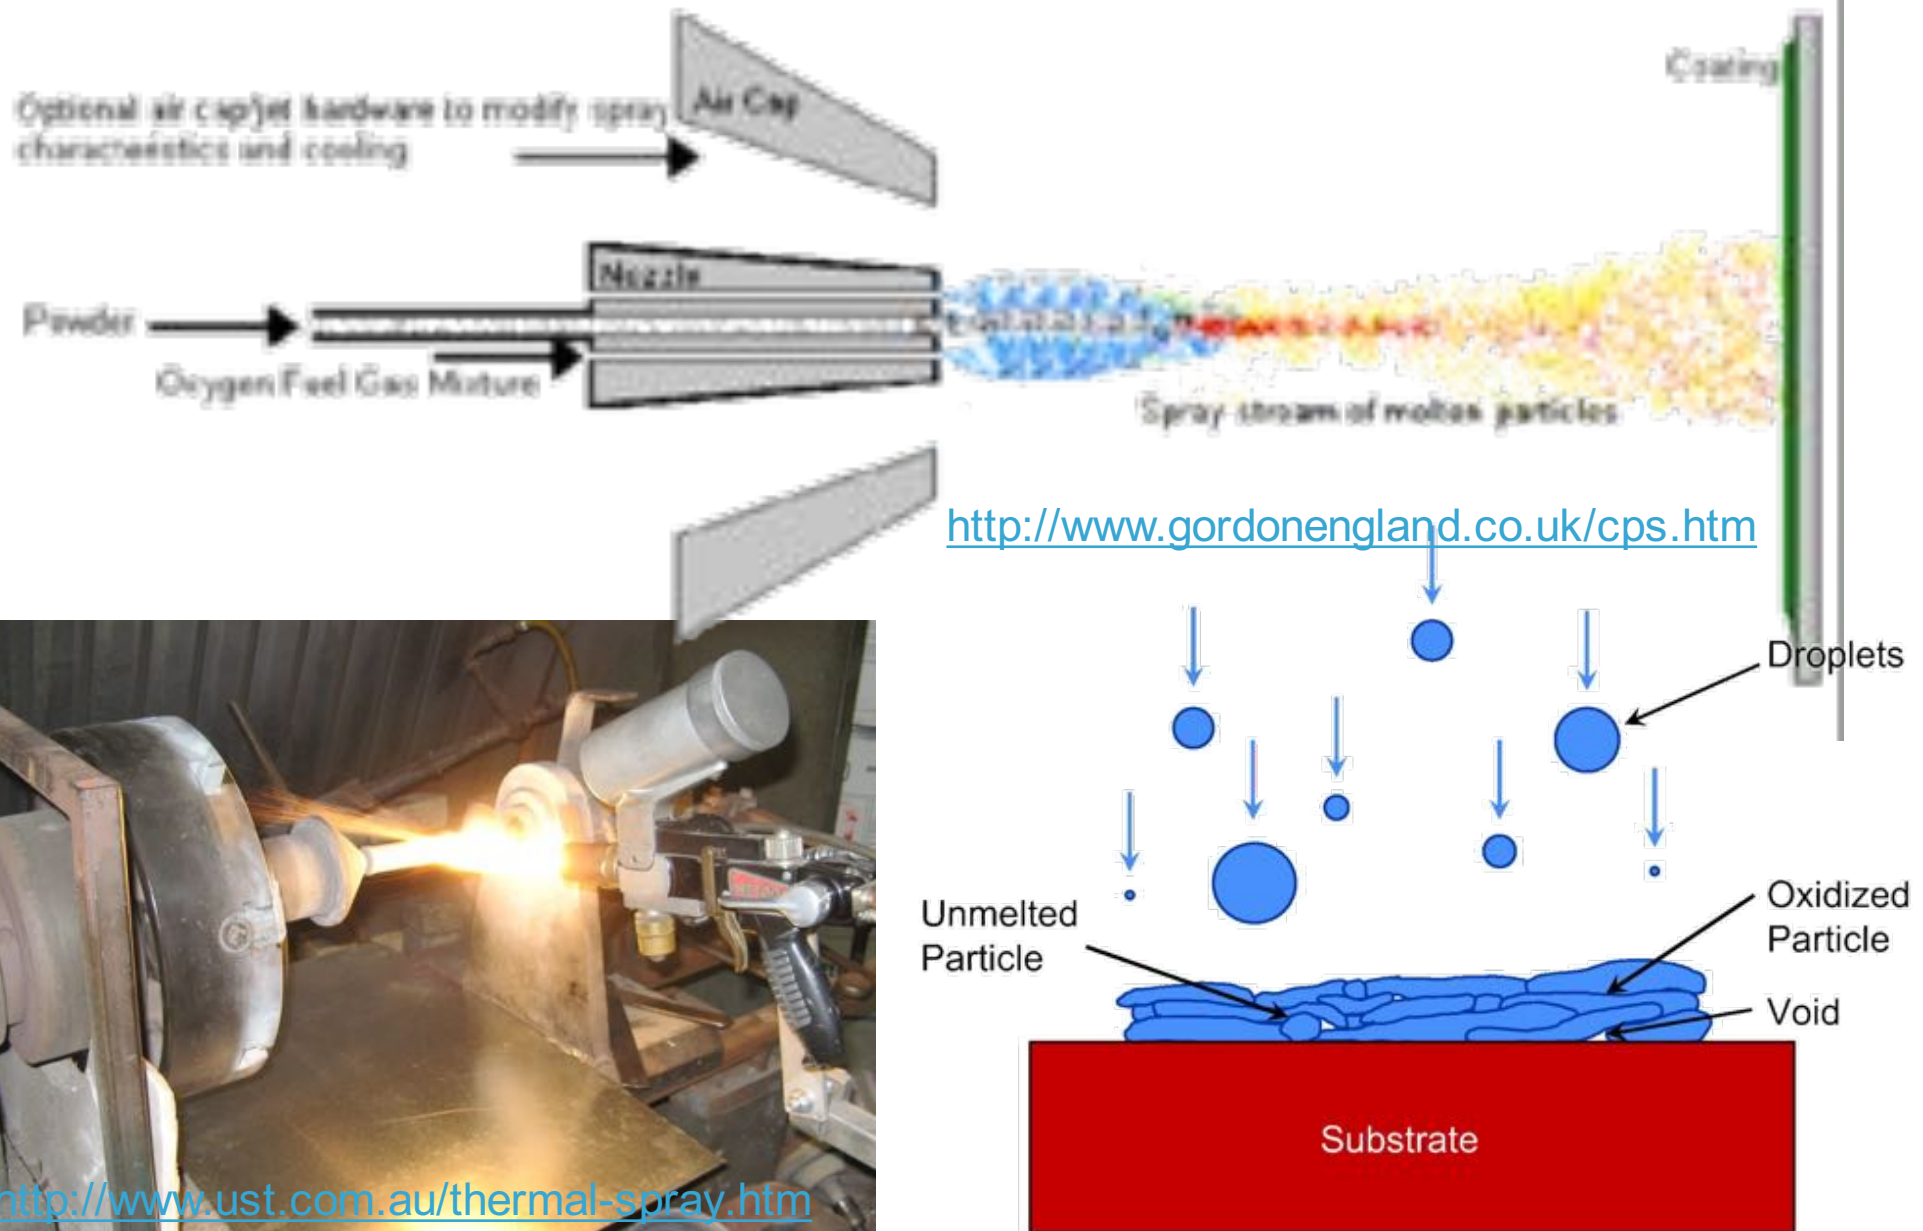 Coating
Air Cap
Optional air cap/jet hardware to modify spray
characteristics and cooling
Nozzle
Powder
Oxygen Fuel Gas Mixture
Spray stream of molten particles
http://www.gordonengland.co.uk/cps.htm
Droplets
Unmelted
Particle
Oxidized
Particle
Void
Substrate
http://www.ust.com.au/thermal-spray.htm